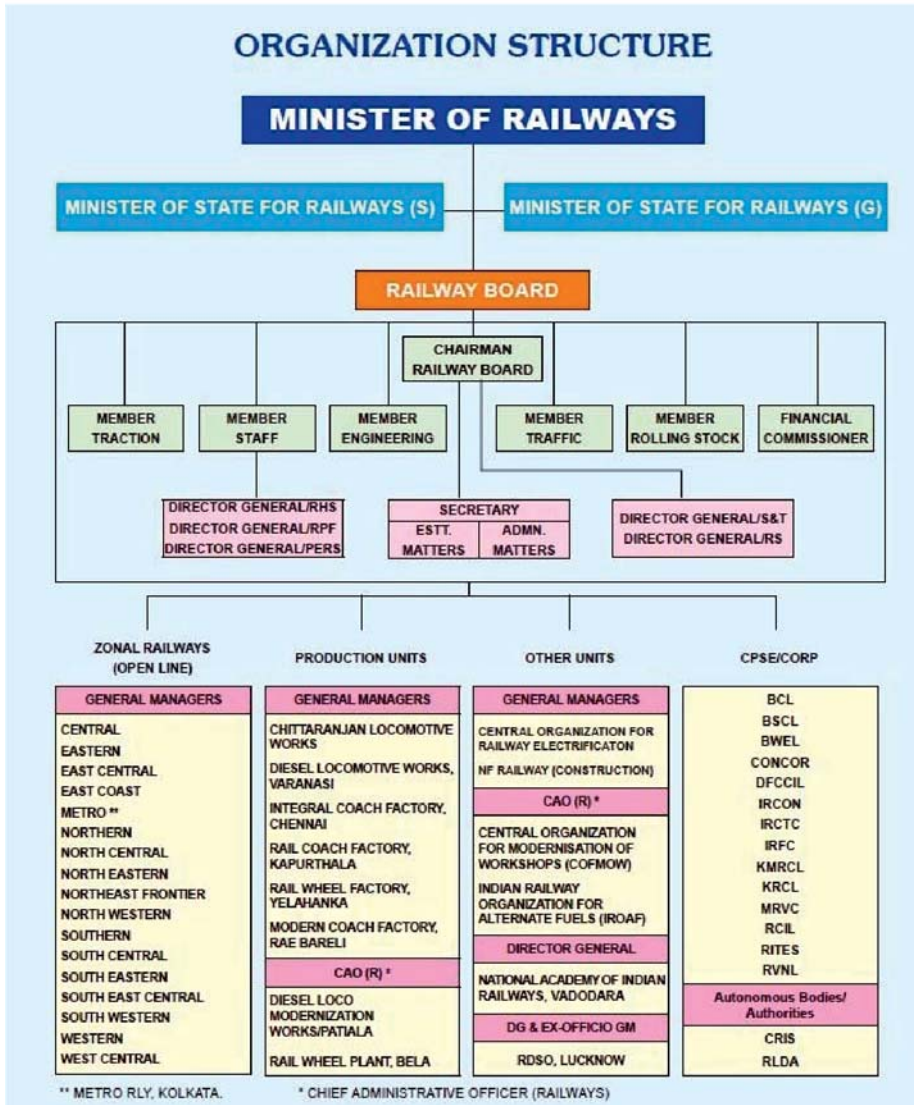 ORGANIZATION STRUCTURE
MINISTER OF RAILWAYS
MINISTER OF STATE FOR RAILWAYS (S)
MINISTER OF STATE FOR RAILWAYS (G)
RAILWAY BOARD
CHAIRMAN
RAILWAY BOARD
MEMBER
TRACTION
MEMBER
STAFF
MEMBER
ENGINEERING
MEMBER
TRAFFIC
MEMBER
ROLLING STOCK
FINANCIAL
COMMISSIONER
DIRECTOR GENERAL/RHS
DIRECTOR GENERAL/RPF
DIRECTOR GENERAL/PERS
SECRETARY
ESTT.
MATTERS
ADMN.
MATTERS
DIRECTOR GENERAL/S&T
DIRECTOR GENERAL/RS
ZONAL RAILWAYS
(OPEN LINE)
GENERAL MANAGERS
CENTRAL
EASTERN
EAST CENTRAL
EAST COAST
METRO **
NORTHERN
NORTH CENTRAL
NORTH EASTERN
NORTHEAST FRONTIER
NORTH WESTERN
SOUTHERN
SOUTH CENTRAL
SOUTH EASTERN
SOUTH EAST CENTRAL
SOUTH WESTERN
WESTERN
WEST CENTRAL
PRODUCTION UNITS
GENERAL MANAGERS
CHITTARANJAN LOCOMOTIVE
WORKS
DIESEL LOCOMOTIVE WORKS,
VARANASI
INTEGRAL COACH FACTORY,
CHENNAI
RAIL COACH FACTORY,
KAPURTHALA
RAIL WHEEL FACTORY,
YELAHANKA
MODERN COACH FACTORY,
RAE BARELI
CAO (R) *
DIESEL LOCO
MODERNIZATION
WORKS/PATIALA
RAIL WHEEL PLANT, BELA
OTHER UNITS
GENERAL MANAGERS
CENTRAL ORGANIZATION FOR
RAILWAY ELECTRIFICATON
NF RAILWAY (CONSTRUCTION)
CAO (R) *
CENTRAL ORGANIZATION
FOR MODERNISATION OF
WORKSHOPS (COFMOW)
INDIAN RAILWAY
ORGANIZATION FOR
ALTERNATE FUELS (IROAF)
DIRECTOR GENERAL
NATIONAL ACADEMY OF INDIAN
RAILWAYS, VADODARA
DG & EX-OFFICIO GM
RDSO, LUCKNOW
CPSE/CORP
BCL
BSCL
BWEL
CONCOR
DFCCIL
IRCON
IRCTC
IRFC
KMRCL
KRCL
MRVC
RCIL
RITES
RVNL
Autonomous Bodies/
Authorities
CRIS
RLDA
** METRO RLY, KOLKATA.
* CHIEF ADMINISTRATIVE OFFICER (RAILWAYS)